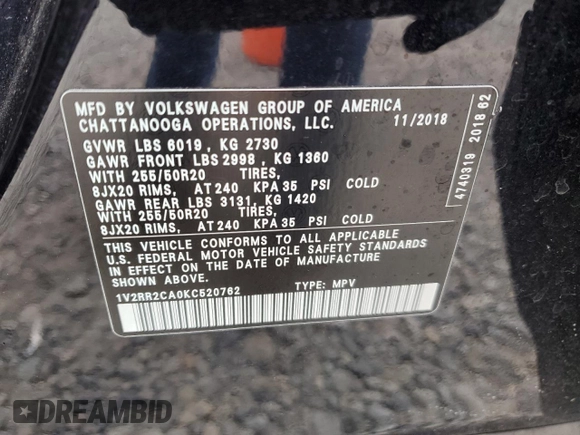 MFD BY VOLKSWAGEN GROUP OF AMERICA
CHATTANOOGA OPERATIONS, LLC. 11/2018
GVWR LBS 6019 , KG 2730
GAWR FRONT LBS 2998 , KG 1360
WITH 255/50R20 TIRES,
8JX20 RIMS, AT 240 KPA 35 PSI COLD
GAWR REAR LBS 3131, KG 1420
WITH 255/50R20 TIRES,
8JX20 RIMS, AT 240 KPA 35 PSI COLD
THIS VEHICLE CONFORMS TO ALL APPLICABLE
U.S. FEDERAL MOTOR VEHICLE SAFETY STANDARDS
IN EFFECT ON THE DATE OF MANUFACTURE
SHOWN ABOVE.
1V2RR2CA0KC520762 TYPE: MPV
4740319 2018 62
DREAMBID